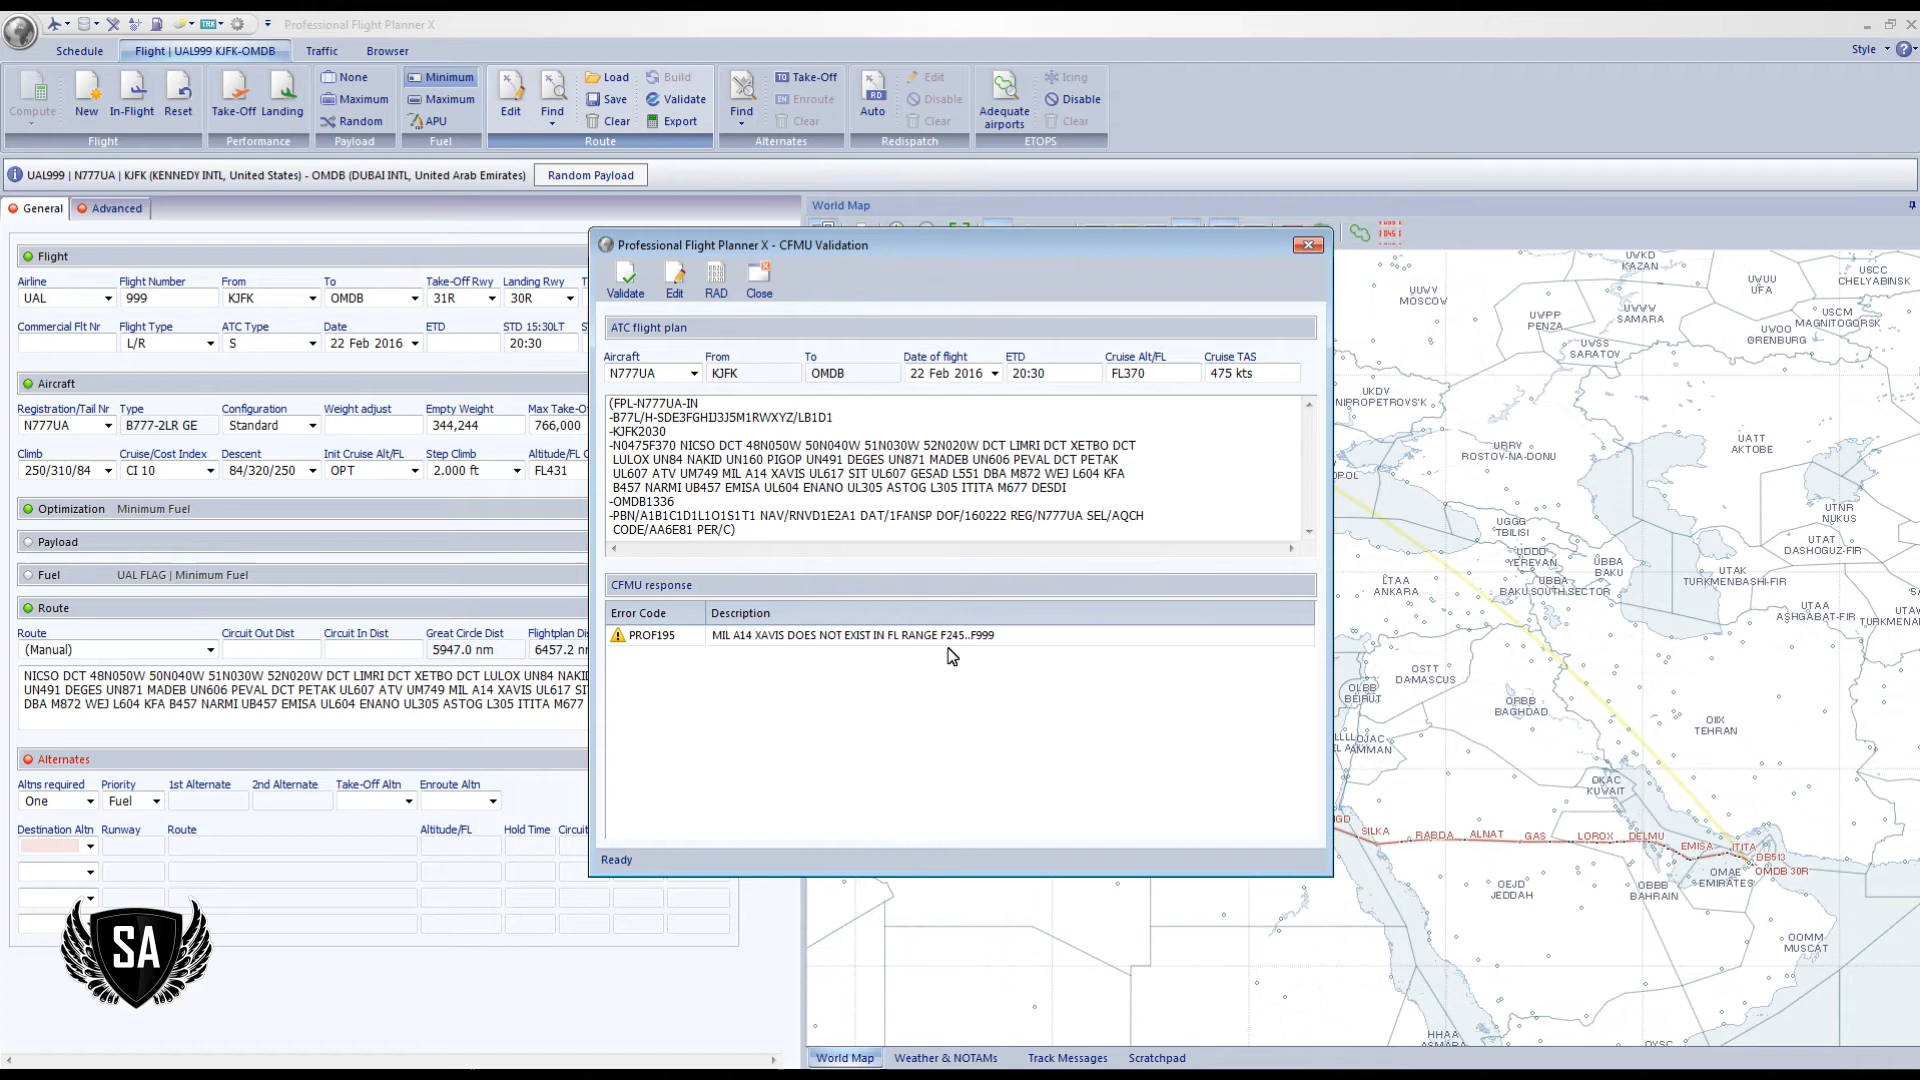 Professional Flight Planner X
Schedule
Flight | UAL999 KJFK-OMDB
Traffic
Browser
Style
Compute
New
In-Flight
Reset
Flight
Take-Off
Landing
Performance
None
Maximum
Random
Payload
Minimum
Maximum
APU
Fuel
Edit
Find
Load
Save
Clear
Build
Validate
Export
Route
Find
Take-Off
Enroute
Clear
Alternates
Auto
Edit
Disable
Clear
Redispatch
Adequate
airports
Icing
Disable
Clear
ETOPS
UAL999 | N777UA | KJFK (KENNEDY INTL, United States) - OMDB (DUBAI INTL, United Arab Emirates)
Random Payload
General
Advanced
World Map
Flight
Airline Flight Number From To Take-Off Rwy Landing Rwy
UAL 999 KJFK OMDB 31R 30R
Commercial Flt Nr Flight Type ATC Type Date ETD STD 15:30LT
L/R S 22 Feb 2016 20:30
Aircraft
Registration/Tail Nr Type Configuration Weight adjust Empty Weight Max Take-O
N777UA B777-2LR GE Standard 344,244 766,000
Climb Cruise/Cost Index Descent Init Cruise Alt/FL Step Climb Altitude/FL C
250/310/84 CI 10 84/320/250 OPT 2.000 ft FL431
Optimization Minimum Fuel
Payload
Fuel UAL FLAG | Minimum Fuel
Route
Route Circuit Out Dist Circuit In Dist Great Circle Dist Flightplan Di
(Manual) 5947.0 nm 6457.2 n
NICSO DCT 48N050W 50N040W 51N030W 52N020W DCT LIMRI DCT XETBO DCT LULOX UN84 NAKID
UN491 DEGES UN871 MADEB UN606 PEVAL DCT PETAK UL607 ATV UM749 MIL A14 XAVIS UL617 SI
DBA M872 WEJ L604 KFA B457 NARMI UB457 EMISA UL604 ENANO UL305 ASTOG L305 ITITA M677
Alternates
Altns required Priority 1st Alternate 2nd Alternate Take-Off Altn Enroute Altn
One Fuel
Destination Altn Runway Route Altitude/FL Hold Time Circui
SA
Professional Flight Planner X - CFMU Validation
Validate
Edit
RAD
Close
ATC flight plan
Aircraft From To Date of flight ETD Cruise Alt/FL Cruise TAS
N777UA KJFK OMDB 22 Feb 2016 20:30 FL370 475 kts
(FPL-N777UA-IN
-B77L/H-SDE3FGHIJ3J5M1RWXYZ/LB1D1
-KJFK2030
-N0475F370 NICSO DCT 48N050W 50N040W 51N030W 52N020W DCT LIMRI DCT XETBO DCT
LULOX UN84 NAKID UN160 PIGOP UN491 DEGES UN871 MADEB UN606 PEVAL DCT PETAK
UL607 ATV UM749 MIL A14 XAVIS UL617 SIT UL607 GESAD L551 DBA M872 WEJ L604 KFA
B457 NARMI UB457 EMISA UL604 ENANO UL305 ASTOG L305 ITITA M677 DESDI
-OMDB1336
-PBN/A1B1C1D1L1O1S1T1 NAV/RNVD1E2A1 DAT/1FANSP DOF/160222 REG/N777UA SEL/AQCH
CODE/AA6E81 PER/C)
CFMU response
Error Code Description
PROF195 MIL A14 XAVIS DOES NOT EXIST IN FL RANGE F245..F999
Ready
UWKD
KAZAN
UWUU
UFA
USCC
CHELYABINSK
UUWV
MOSCOW
UWPP
PENZA
UWWW
SAMARA
USCM
MAGNITOGORSK
UWOO
ORENBURG
UWSS
SARATOV
UKDV
NIPROPETROVS'K
URRV
ROSTOV-NA-DONU
UATT
AKTOBE
UTNR
NUKUS
UGGG
TBILISI
UDDD
YEREVAN
UBBA
BAKU
SOUTH SECTOR
UTAT
DASHOGUZ-FIR
UTAK
TURKMENBASHI-FIR
LTAA
ANKARA
UTAA
ASHGABAT-FIR
UTAV
TURKMEN
OSTT
DAMASCUS
OLBB
BEIRUT
ORBB
BAGHDAD
OIIX
TEHRAN
OJAC
AMMAN
OKAC
KUWAIT
SILKA
RABDA
ALNAT
GAS
LOROX
DELMU
EMISA
ITITA
DB513
OMDB 30R
OMAE
EMIRATES
OEJD
JEDDAH
OBBB
BAHRAIN
OOMM
MUSCAT
HHAA
ASMARA
OYSC
World Map
Weather & NOTAMs
Track Messages
Scratchpad